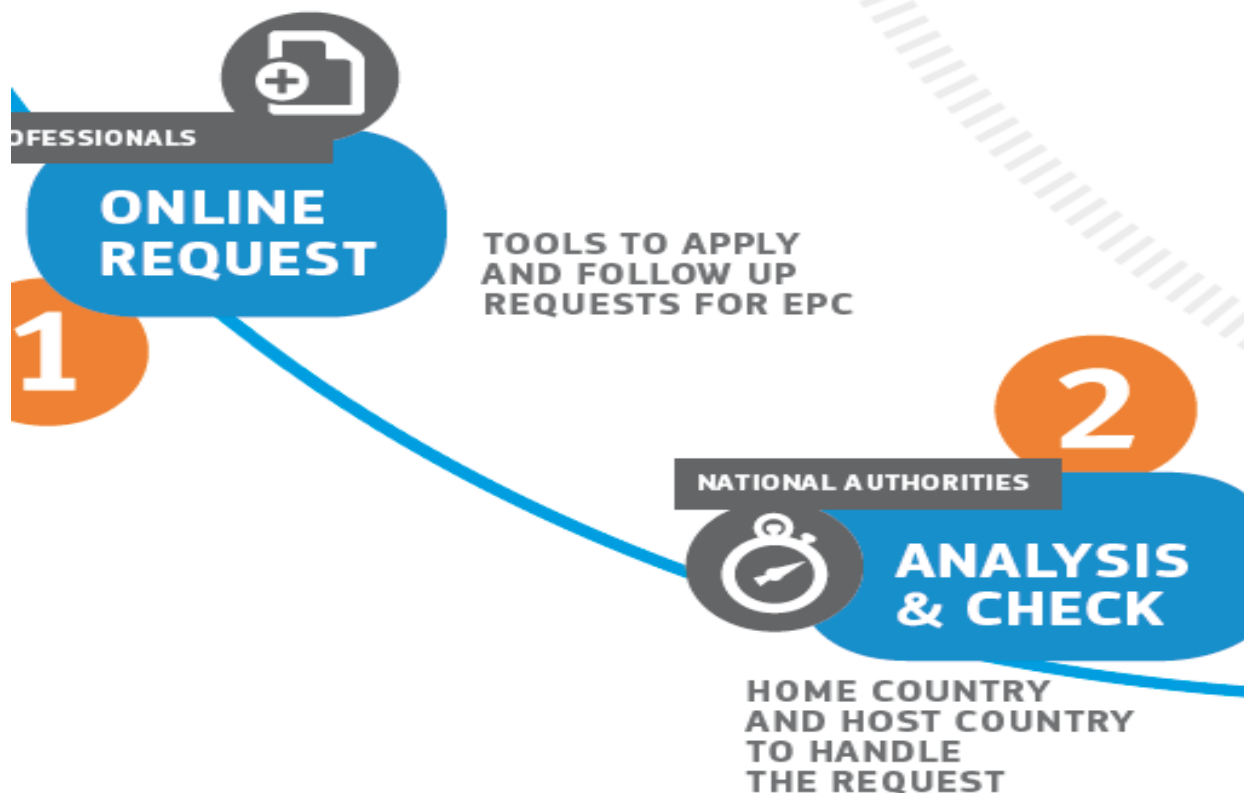 OFESSIONALS
ONLINE
REQUEST
1
TOOLS TO APPLY
AND FOLLOW UP
REQUESTS FOR EPC
2
NATIONAL AUTHORITIES
ANALYSIS
& CHECK
HOME COUNTRY
AND HOST COUNTRY
TO HANDLE
THE REQUEST